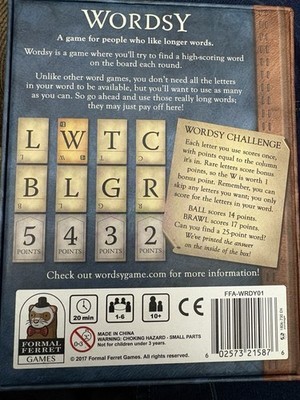 WORDSY
A game for people who like longer words.
Wordsy is a game where you'll try to find a high-scoring word
on the board each round.
Unlike other word games, you don't need all the letters
in your word to be available, but you'll want to use as many
as you can. So go ahead and use those really long words;
they may just pay off here!
L W T C
B L G R
5 4 3 2
POINTS POINTS POINTS POINTS
WORDSY CHALLENGE
Each letter you use scores once,
with points equal to the column
it's in. Rare letters score bonus
points, so the W is worth 1
bonus point. Remember, you can
skip any letters you want; you only
score for the letters in your word.
BALL scores 14 points.
BRAWL scores 17 points.
Can you find a 25-point word?
We've printed the answer
on the inside of the box!
Check out wordsygame.com for more information!
FORMAL
FERRET
GAMES
20 min
1-6
10+
CE
0-3
MADE IN CHINA
WARNING: CHOKING HAZARD - SMALL PARTS
Not for children under 3 years.
© 2017 Formal Ferret Games. All rights reserved.
FFA-WRDY01
6 02573 21587 6